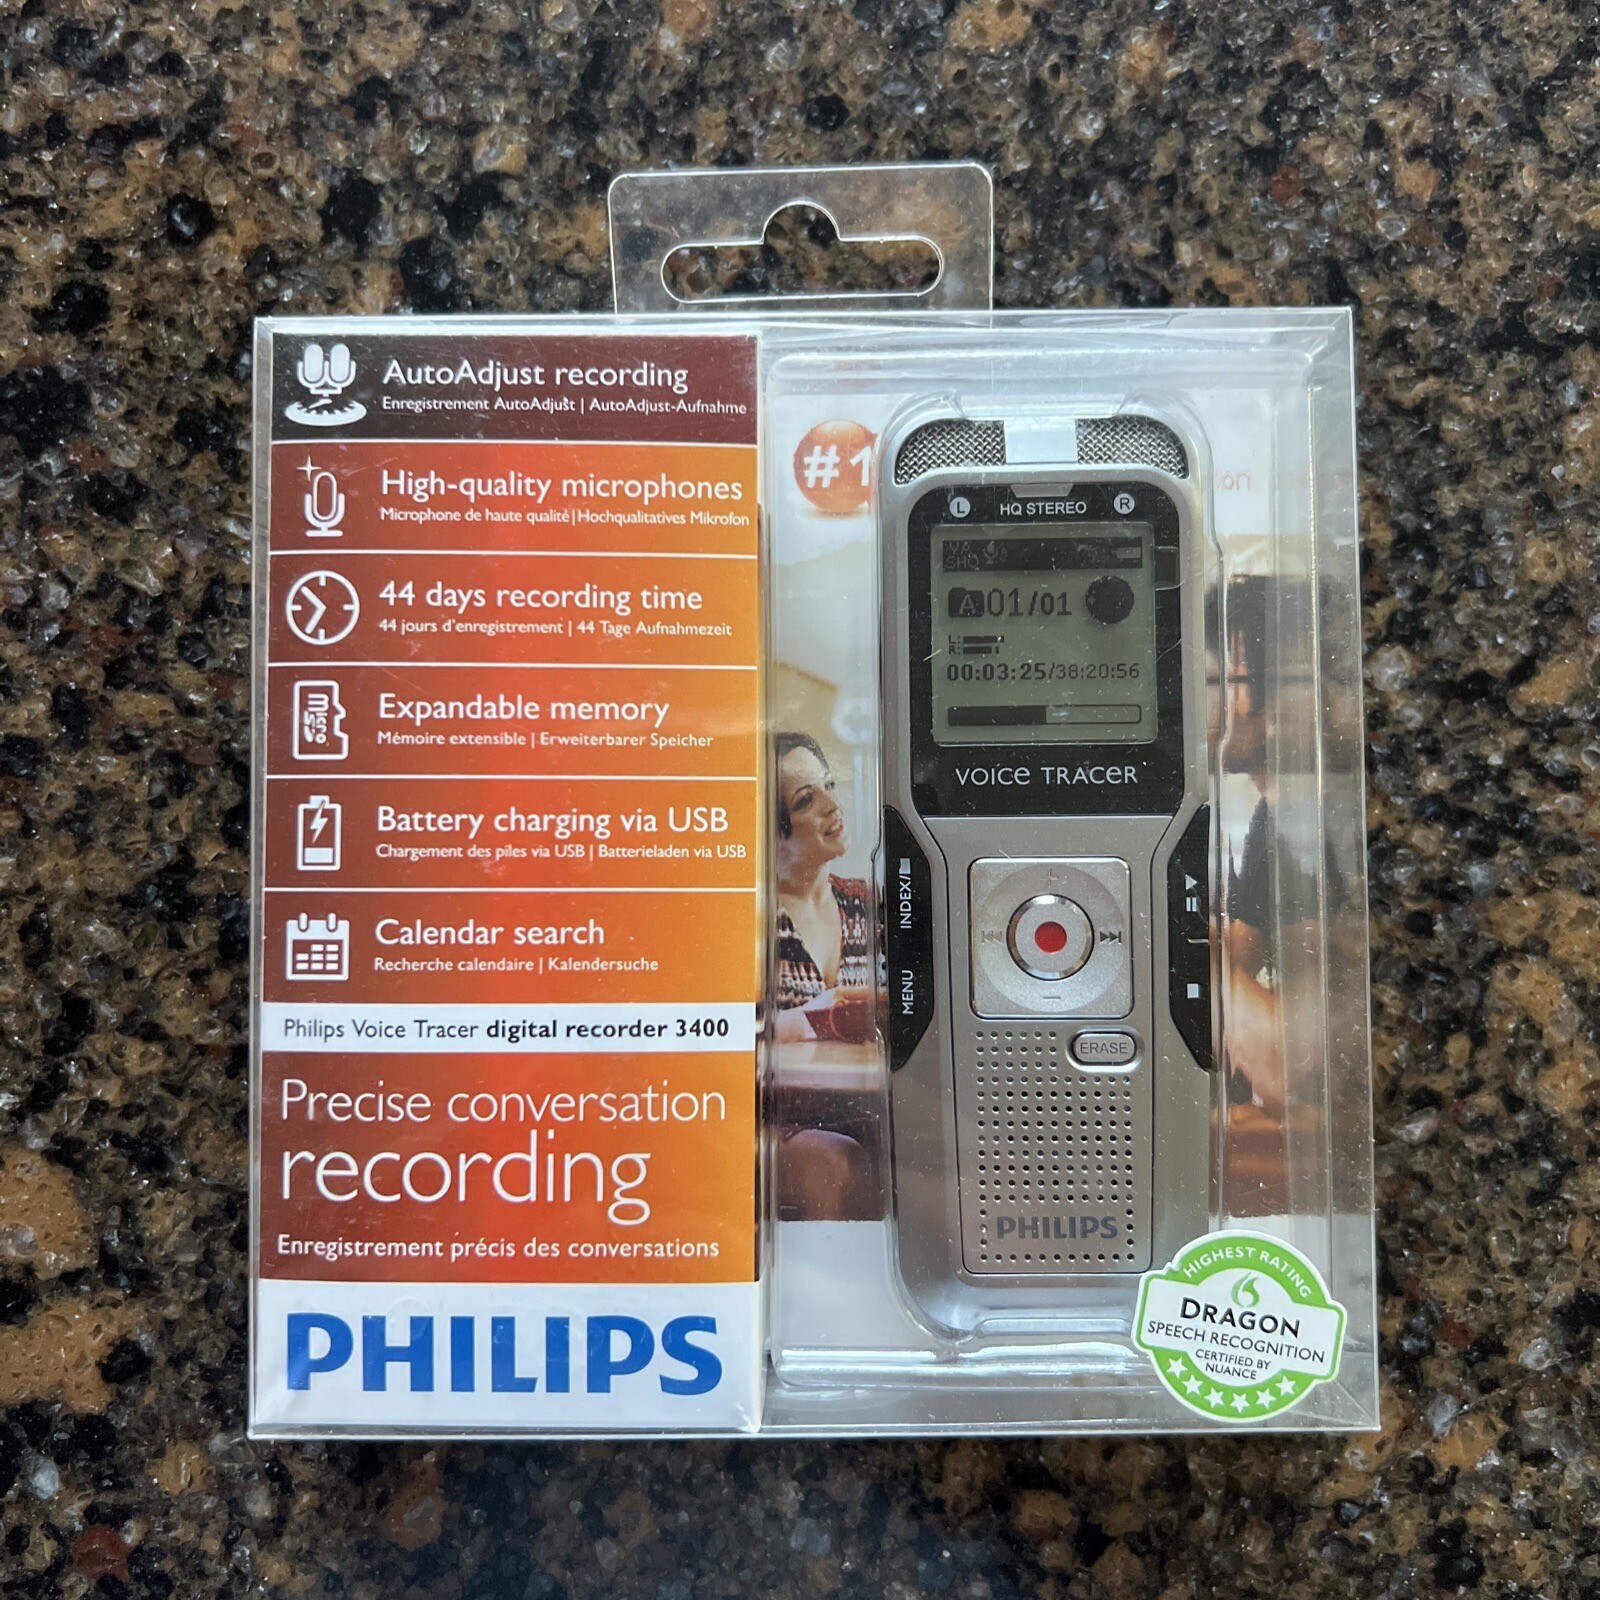 AutoAdjust recording
Enregistrement AutoAdjust | AutoAdjust-Aufnahme
High-quality microphones
Microphone de haute qualité | Hochqualitatives Mikrofon
44 days recording time
44 jours d'enregistrement | 44 Tage Aufnahmezeit
micro
Expandable memory
Mémoire extensible | Erweiterbarer Speicher
Battery charging via USB
Chargement des piles via USB | Batterieladen via USB
Calendar search
Recherche calendaire | Kalendersuche
Philips Voice Tracer digital recorder 3400
Precise conversation
recording
Enregistrement précis des conversations
PHILIPS
#1
L HQ STEREO R
SHQ
A 01/01
L:
R:
00:03:25/38:20:56
VOICE TRACER
INDEX/
MENU
ERASE
PHILIPS
HIGHEST RATING
DRAGON
SPEECH RECOGNITION
CERTIFIED BY
NUANCE